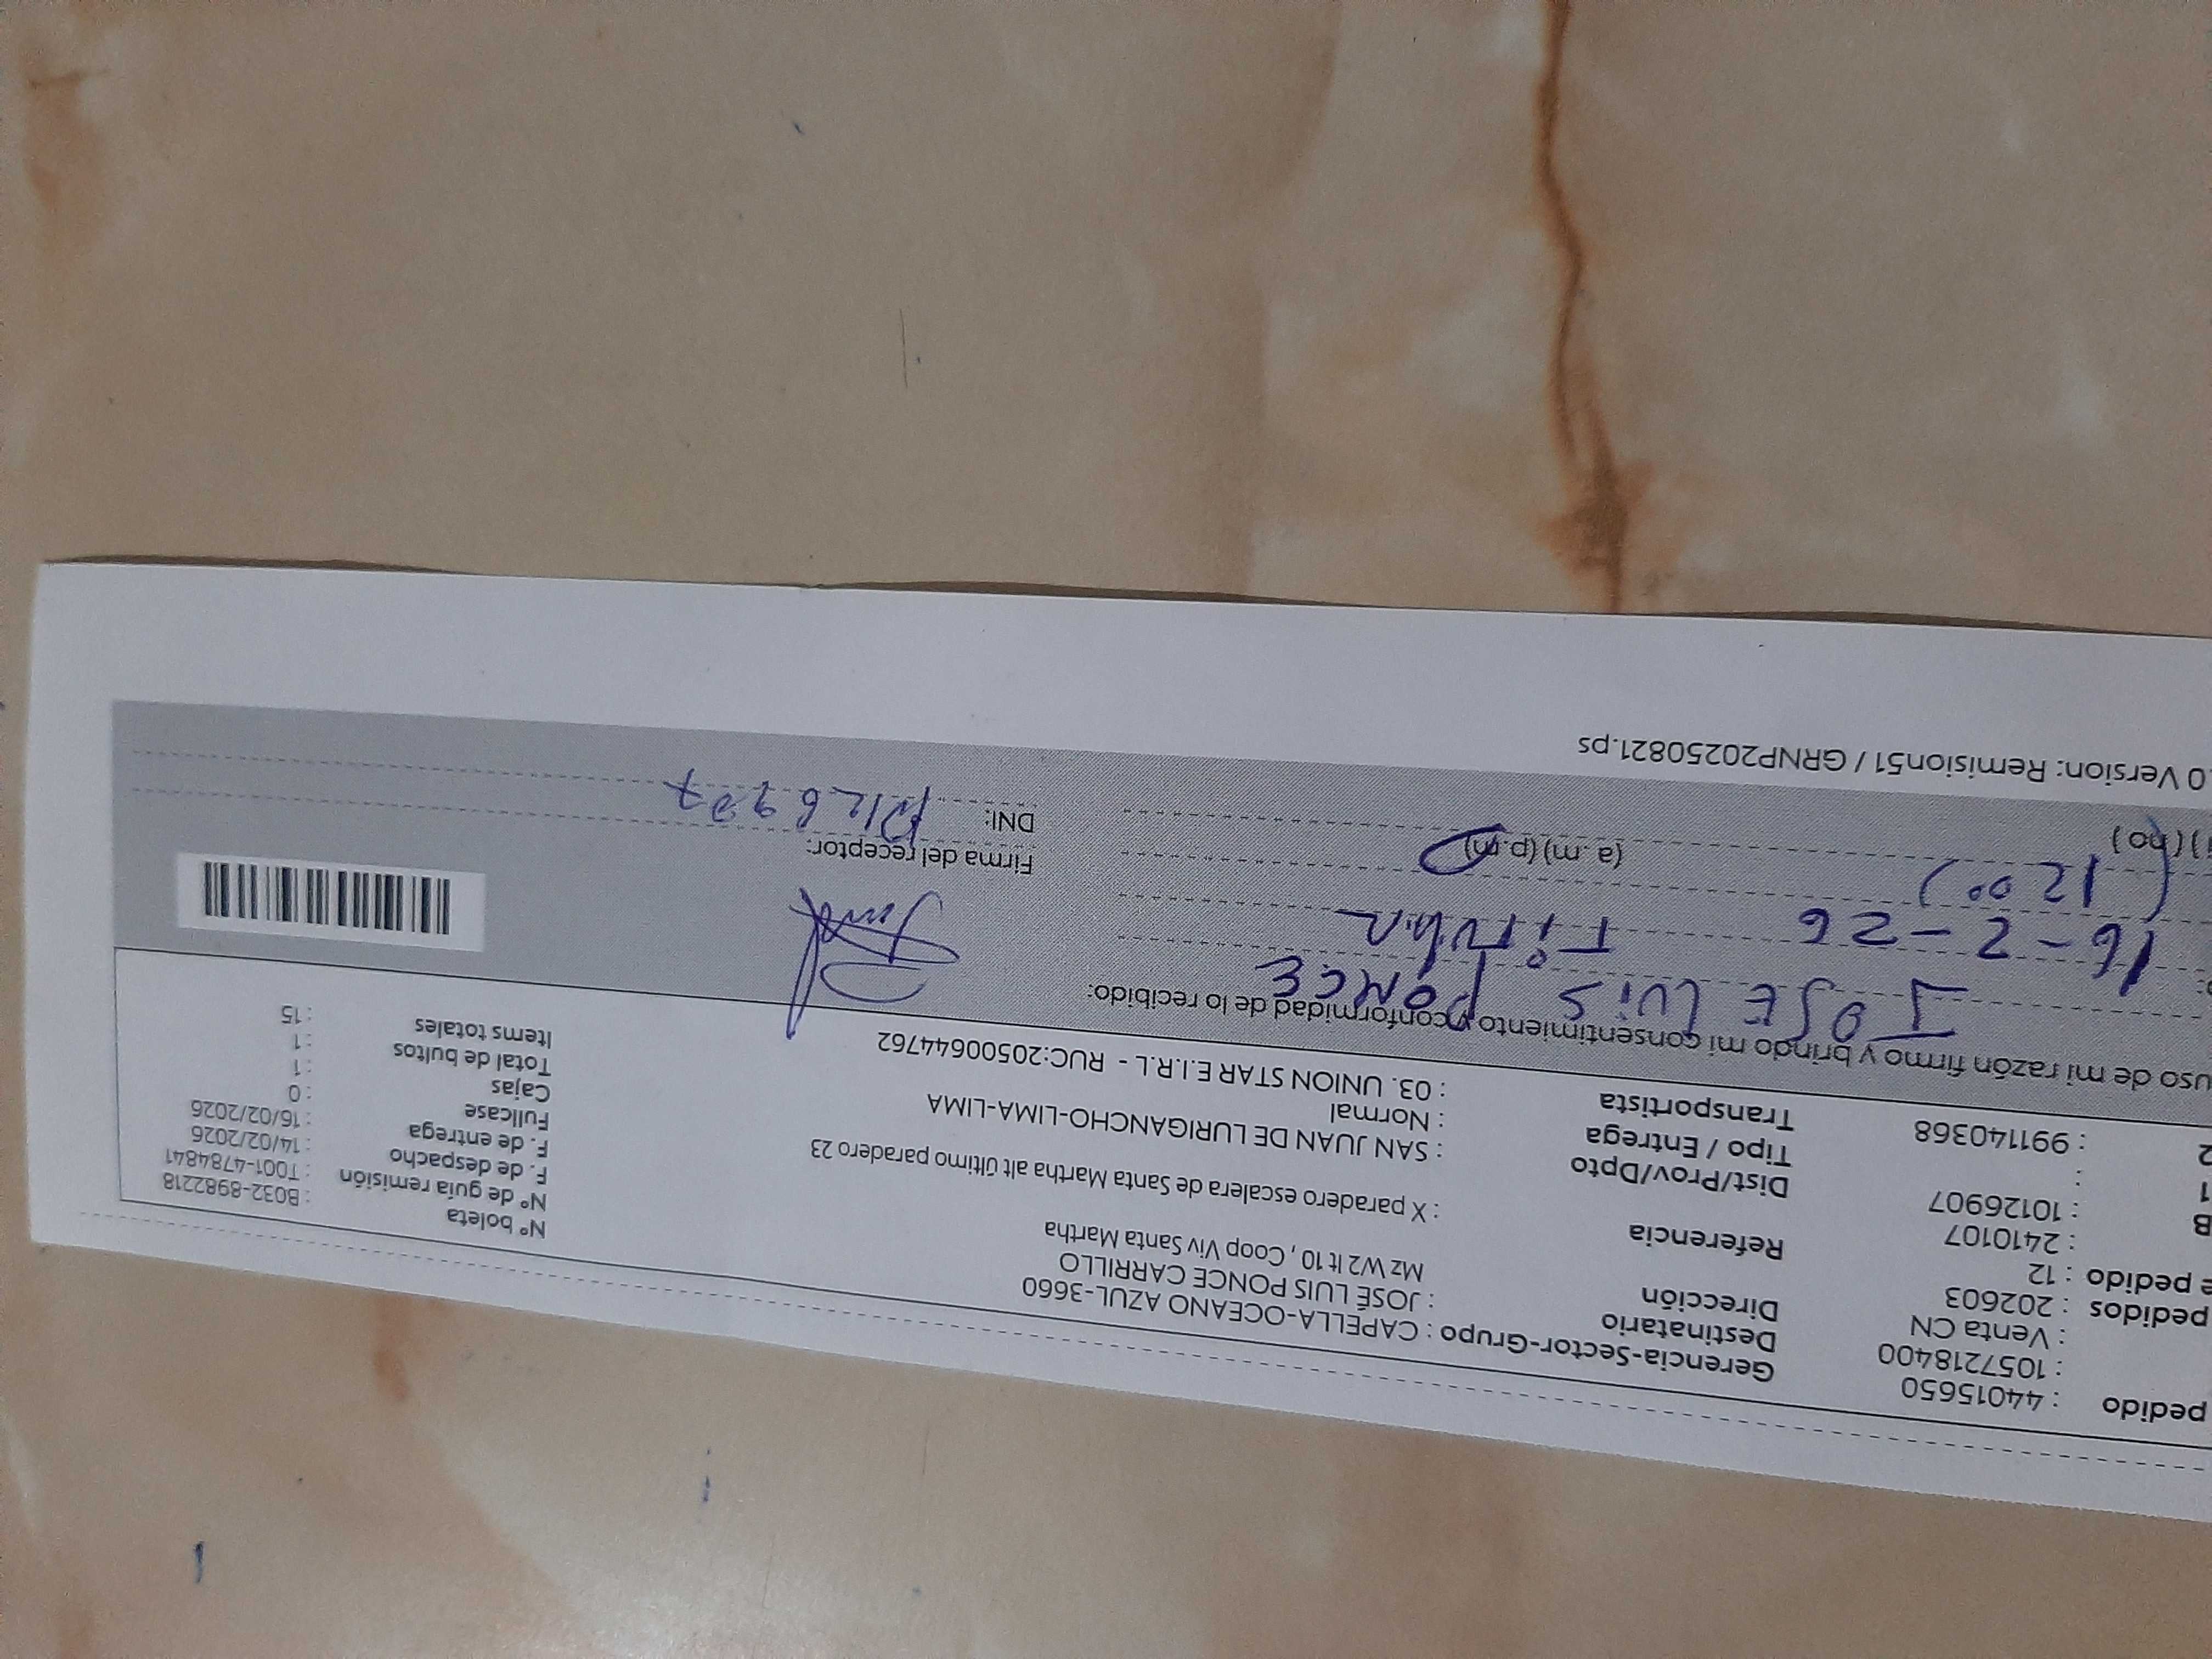 pedido : 44015650
: 1057218400
: Venta CN
pedidos : 202603
e pedido : 12
: 2410107
B : 10126907
1 :
2 : 991140368
Gerencia-Sector-Grupo : CAPELLA-OCEANO AZUL-3660
Destinatario : JOSÉ LUIS PONCE CARRILLO
Dirección Mz W2 lt 10 , Coop Viv Santa Martha
Referencia : X paradero escalera de Santa Martha alt último paradero 23
Dist/Prov/Dpto : SAN JUAN DE LURIGANCHO-LIMA-LIMA
Tipo / Entrega : Normal
Transportista : 03. UNION STAR E.I.R.L - RUC:20500644762
N° boleta : B032-8982218
N° de guía remisión : T001-4784841
F. de despacho : 14/02/2026
F. de entrega : 16/02/2026
Fullcase : 0
Cajas : 1
Total de bultos : 1
Items totales : 15
uso de mi razón firmo y brindo mi consentimiento y conformidad de lo recibido:
JOSE LUIS PONCE
16-2-26 Titular
(12 00) (a .m) (p.m)
i) (no)
Firma del receptor:
DNI: 10126907
.0 Version: Remision51 / GRNP20250821.ps